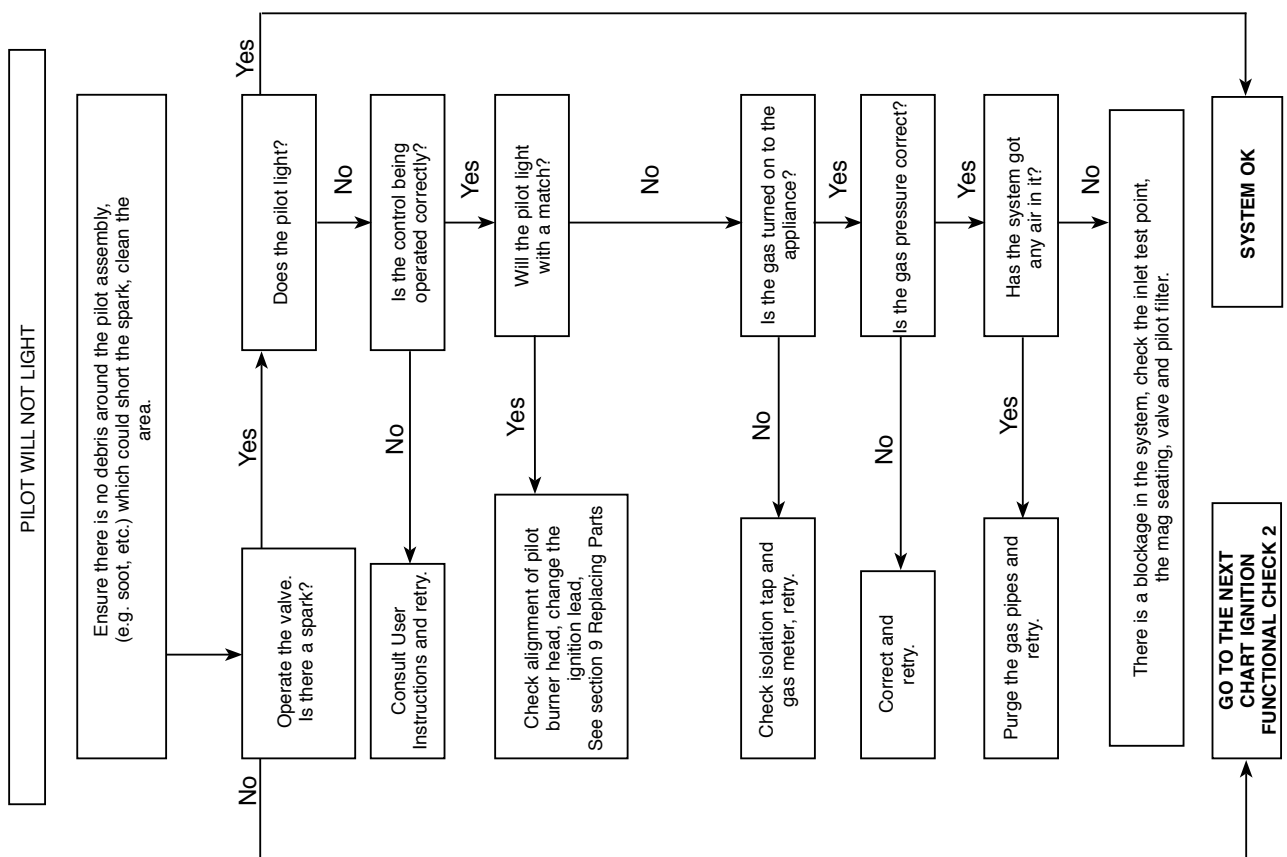 PILOT WILL NOT LIGHT
Ensure there is no debris around the pilot assembly,
(e.g. soot, etc.) which could short the spark, clean the
area.
Operate the valve.
Is there a spark?
No
Yes
Does the pilot light?
Yes
No
Is the control being
operated correctly?
No
Consult User
Instructions and retry.
Yes
Will the pilot light
with a match?
Yes
Check alignment of pilot
burner head, change the
ignition lead,
See section 9 Replacing Parts
No
Is the gas turned on to the
appliance?
No
Check isolation tap and
gas meter, retry.
Yes
Is the gas pressure correct?
No
Correct and
retry.
Yes
Has the system got
any air in it?
Yes
Purge the gas pipes and
retry.
No
There is a blockage in the system, check the inlet test point,
the mag seating, valve and pilot filter.
GO TO THE NEXT
CHART IGNITION
FUNCTIONAL CHECK 2
SYSTEM OK